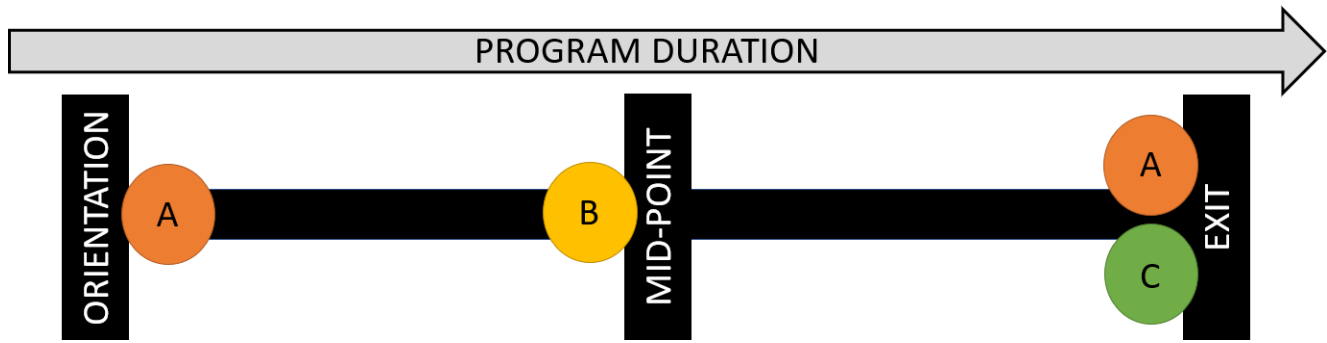 PROGRAM DURATION
ORIENTATION
A
B
MID-POINT
A
C
EXIT